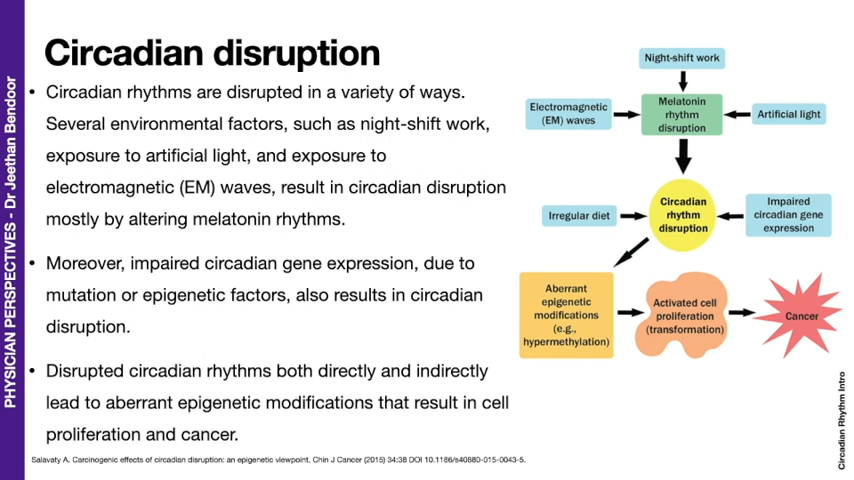 Circadian disruption
• Circadian rhythms are disrupted in a variety of ways.
Several environmental factors, such as night-shift work,
exposure to artificial light, and exposure to
electromagnetic (EM) waves, result in circadian disruption
mostly by altering melatonin rhythms.
• Moreover, impaired circadian gene expression, due to
mutation or epigenetic factors, also results in circadian
disruption.
• Disrupted circadian rhythms both directly and indirectly
lead to aberrant epigenetic modifications that result in cell
proliferation and cancer.
Salavaty A. Carcinogenic effects of circadian disruption: an epigenetic viewpoint. Chin J Cancer (2015) 34:38 DOI 10.1186/s40880-015-0043-5.
PHYSICIAN PERSPECTIVES - Dr Jeethan Bendoor
Night-shift work
Electromagnetic
(EM) waves
Melatonin
rhythm
disruption
Artificial light
Irregular diet
Circadian
rhythm
disruption
Impaired
circadian gene
expression
Aberrant
epigenetic
modifications
(e.g.,
hypermethylation)
Activated cell
proliferation
(transformation)
Cancer
Circadian Rhythm Intro